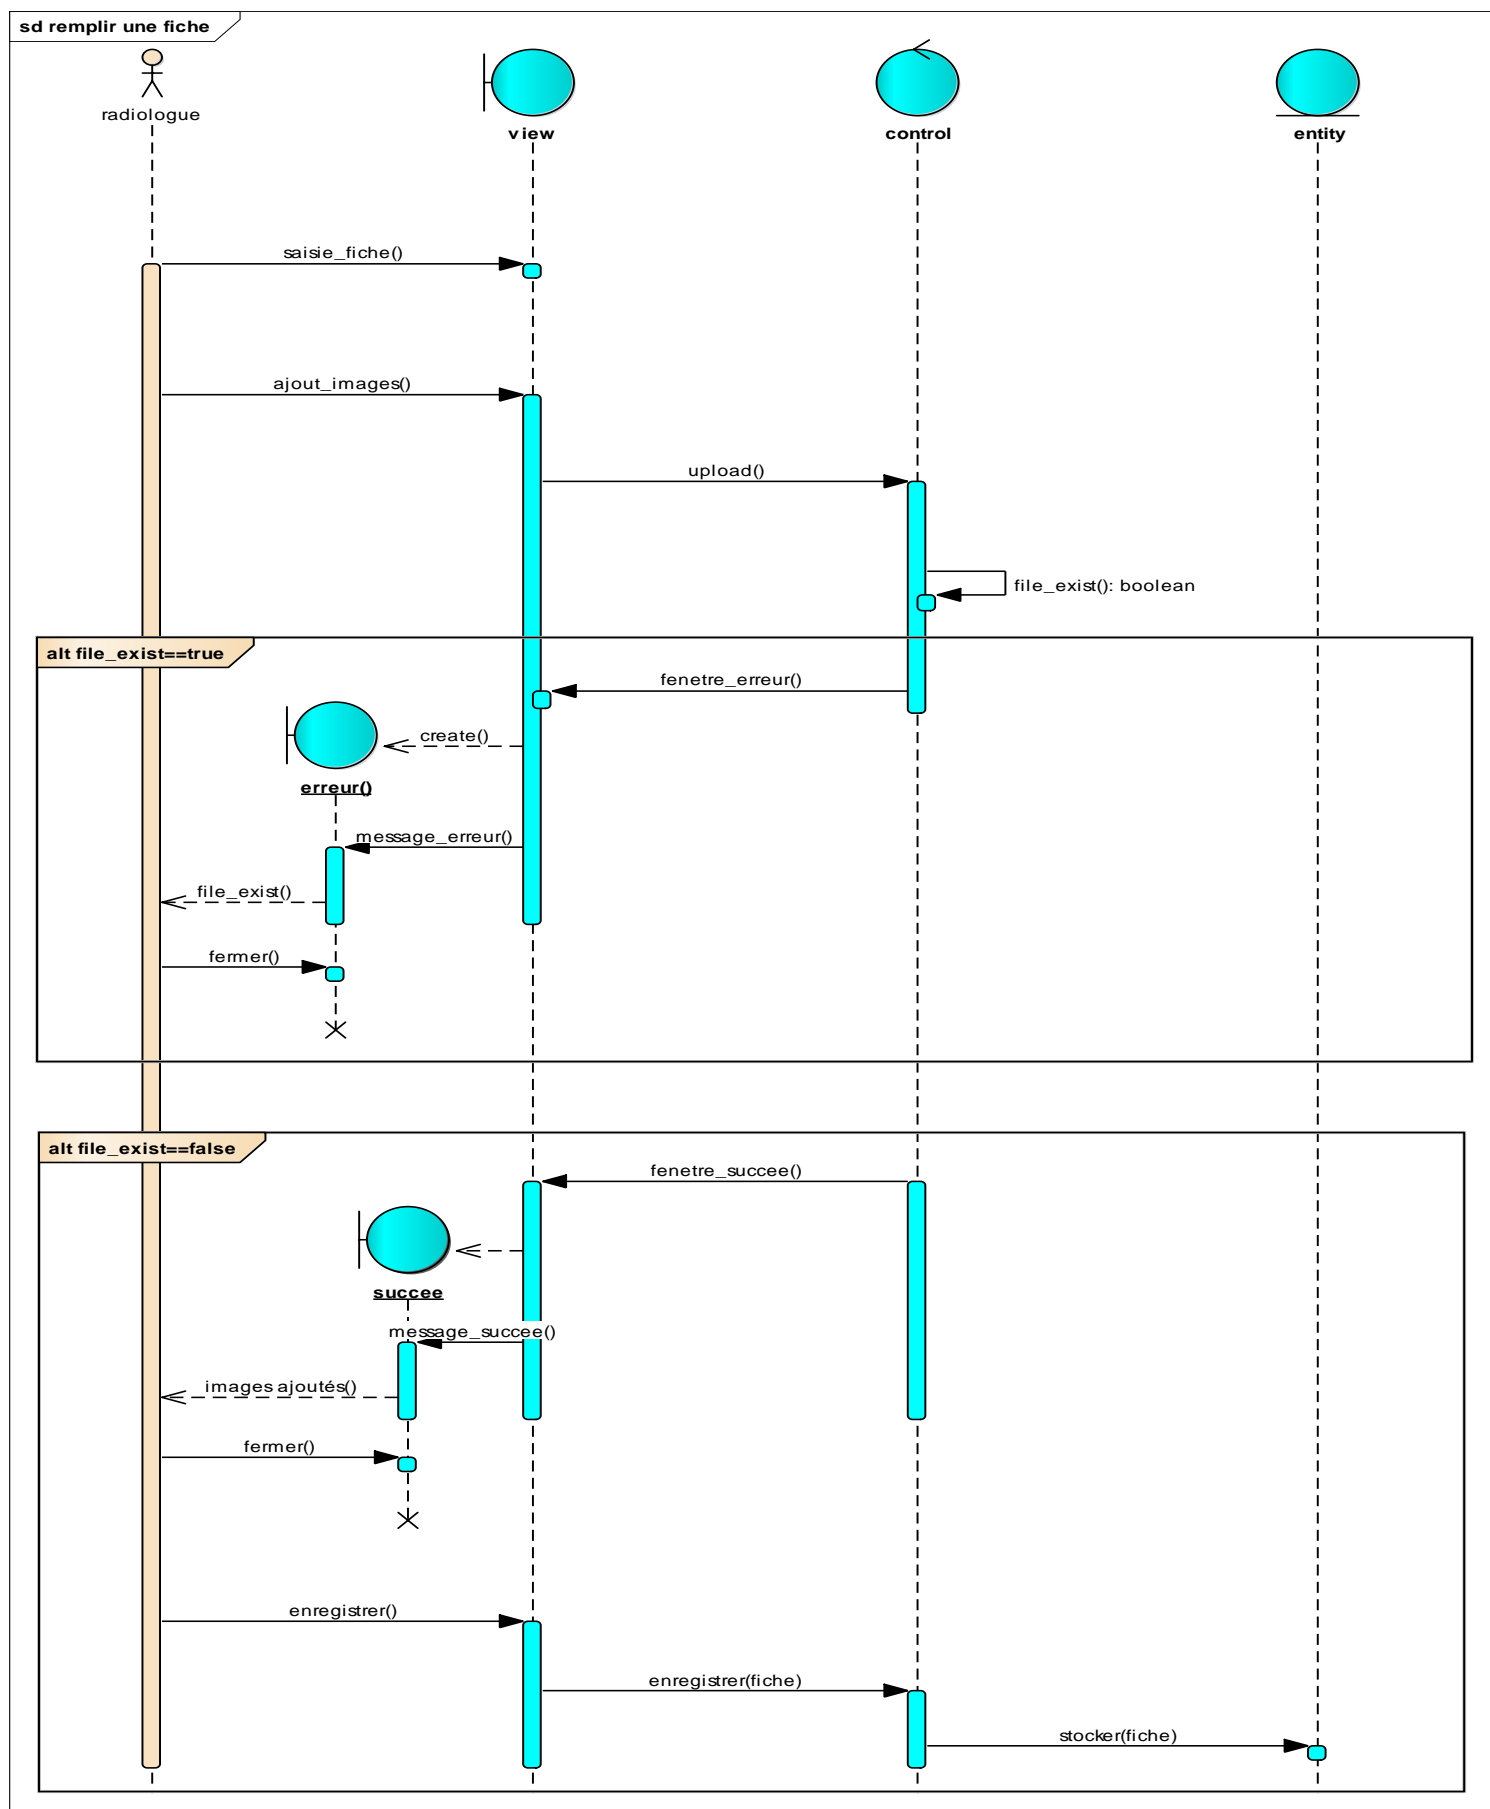 sd remplir une fiche
radiologue
view
control
entity
saisie_fiche()
ajout_images()
upload()
file_exist(): boolean
alt file_exist==true
fenetre_erreur()
create()
erreur()
message_erreur()
file_exist()
fermer()
alt file_exist==false
fenetre_succee()
succee
message_succee()
images ajoutés()
fermer()
enregistrer()
enregistrer(fiche)
stocker(fiche)